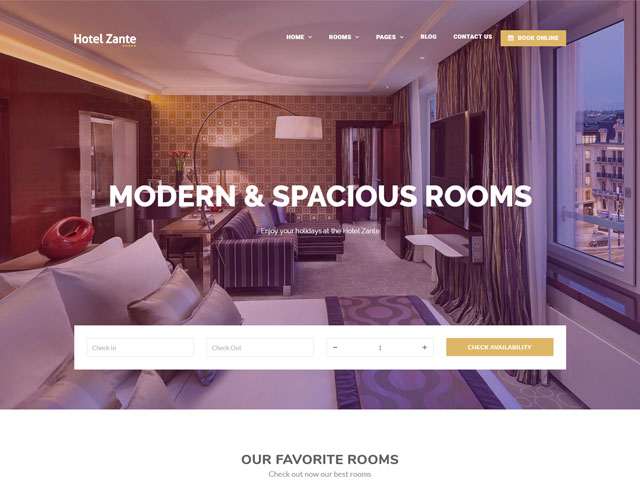 Hotel Zante
HOME
ROOMS
PAGES
BLOG
CONTACT US
BOOK ONLINE
MODERN & SPACIOUS ROOMS
Enjoy your holidays at the Hotel Zante
Check In
Check Out
− 1 +
CHECK AVAILABILITY
OUR FAVORITE ROOMS
Check out now our best rooms